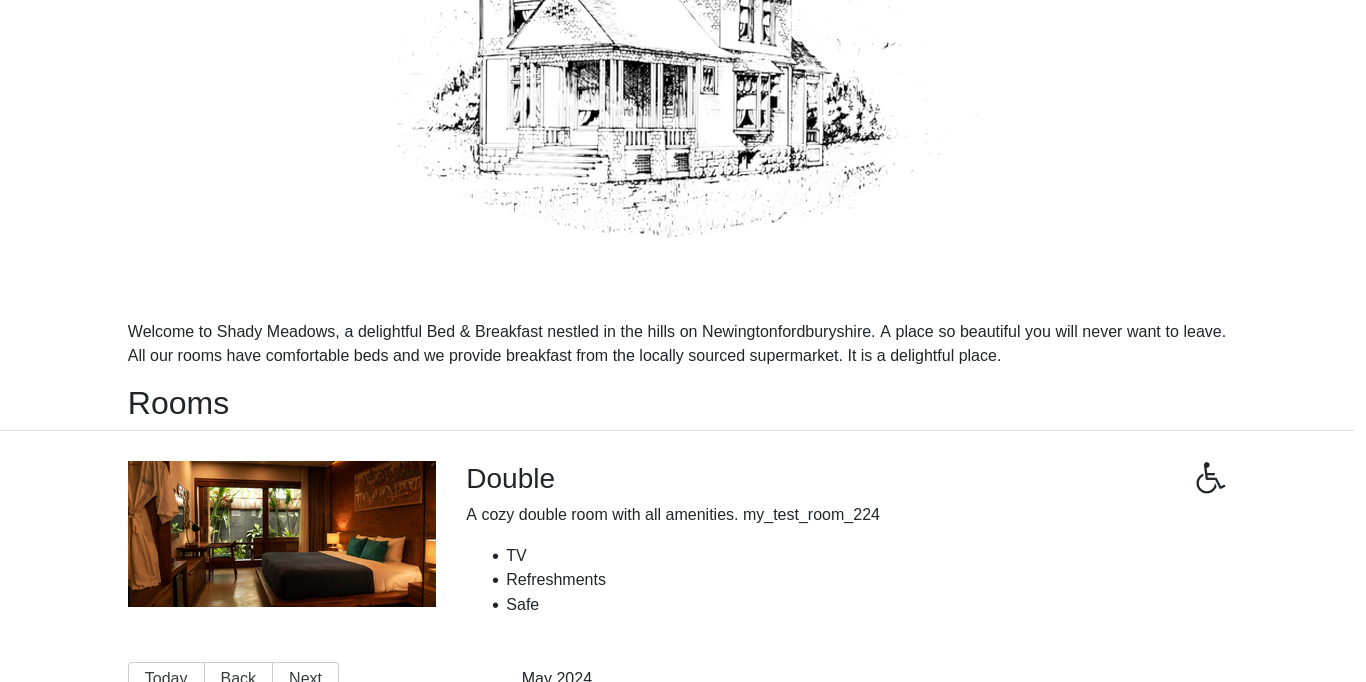 Welcome to Shady Meadows, a delightful Bed & Breakfast nestled in the hills on Newingtonfordburyshire. A place so beautiful you will never want to leave.
All our rooms have comfortable beds and we provide breakfast from the locally sourced supermarket. It is a delightful place.
Rooms
Double
A cozy double room with all amenities. my_test_room_224
TV
Refreshments
Safe
Today Back Next May 2024